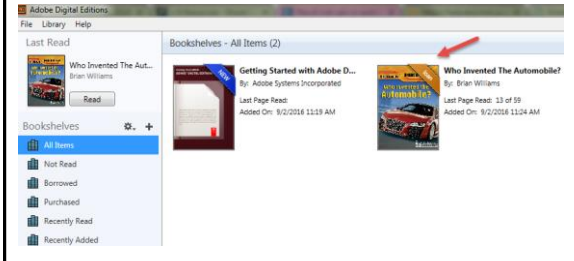 Adobe Digital Editions
File Library Help
Last Read
Who Invented The Aut...
Brian Williams
Read
Bookshelves
All Items
Not Read
Borrowed
Purchased
Recently Read
Recently Added
Bookshelves - All Items (2)
NEW
Getting Started with Adobe D...
By: Adobe Systems Incorporated
Last Page Read:
Added On: 9/2/2016 11:19 AM
Automobile?
Who Invented The Automobile?
By: Brian Williams
Last Page Read: 13 of 59
Added On: 9/2/2016 11:24 AM